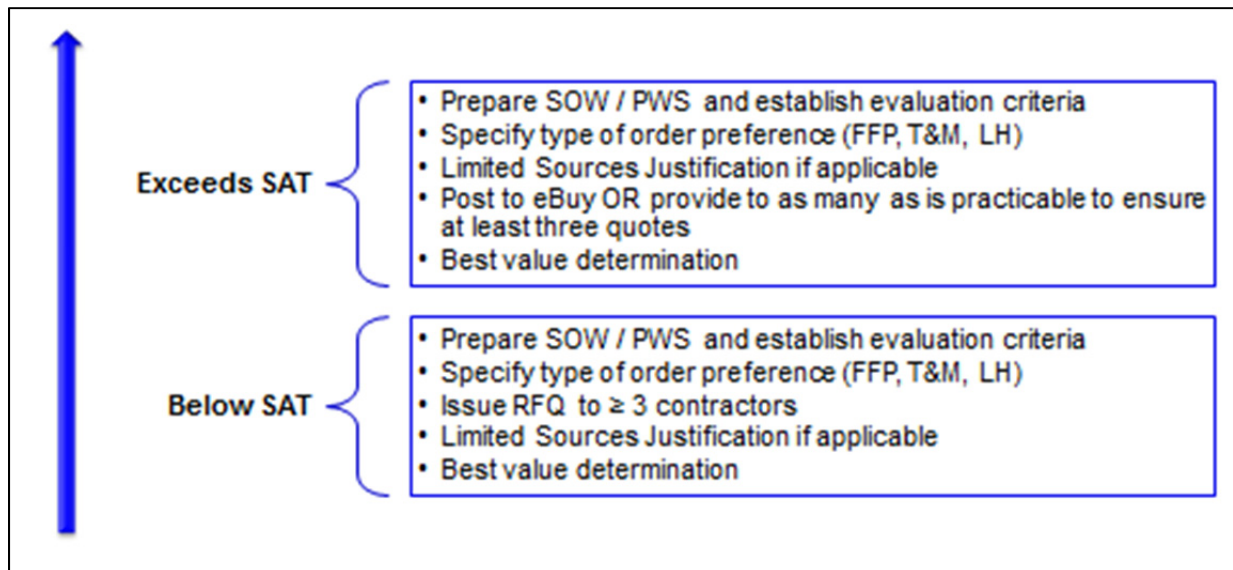 Exceeds SAT
• Prepare SOW / PWS and establish evaluation criteria
• Specify type of order preference (FFP, T&M, LH)
• Limited Sources Justification if applicable
• Post to eBuy OR provide to as many as is practicable to ensure
at least three quotes
• Best value determination
Below SAT
• Prepare SOW / PWS and establish evaluation criteria
• Specify type of order preference (FFP, T&M, LH)
• Issue RFQ to ≥ 3 contractors
• Limited Sources Justification if applicable
• Best value determination